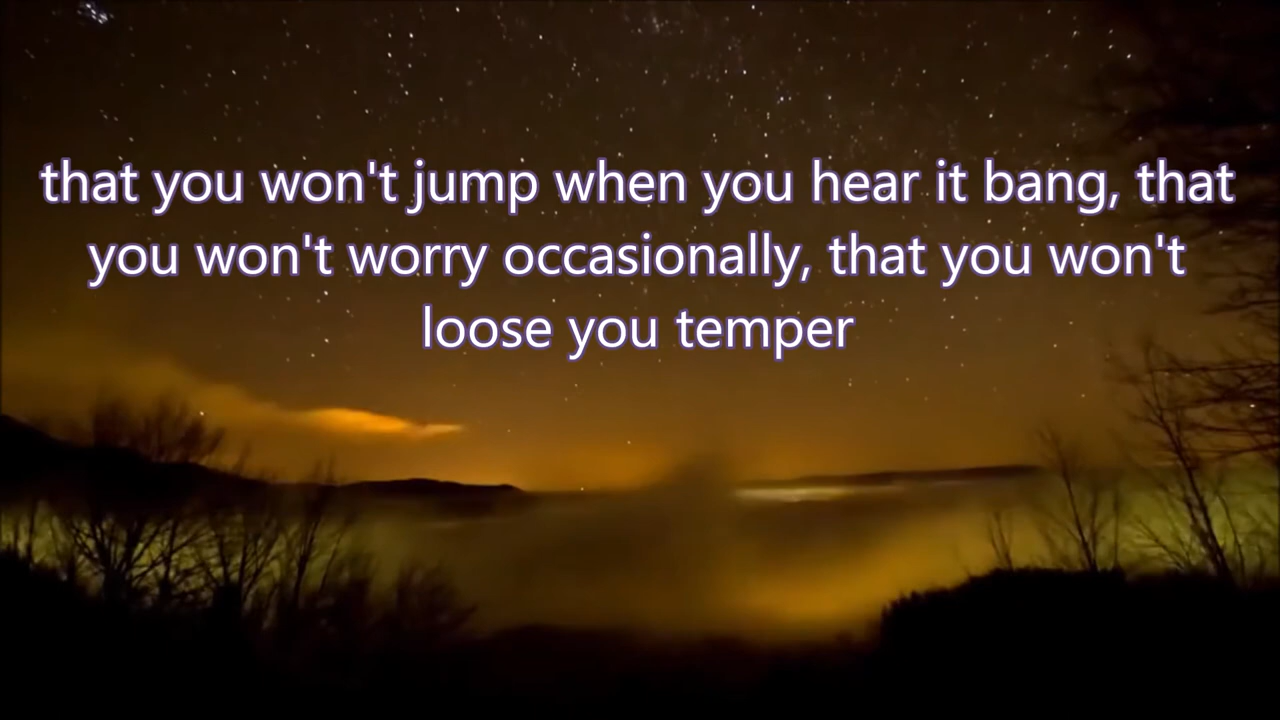 that you won't jump when you hear it bang, that
you won't worry occasionally, that you won't
loose you temper